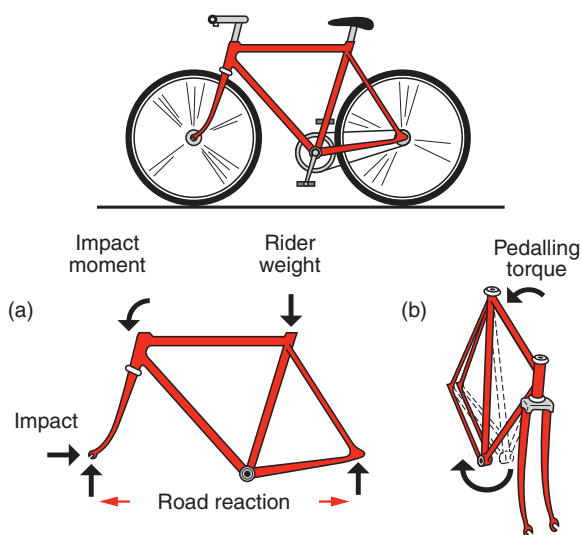 Impact
moment
Rider
weight
Pedalling
torque
(a)
(b)
Impact
Road reaction